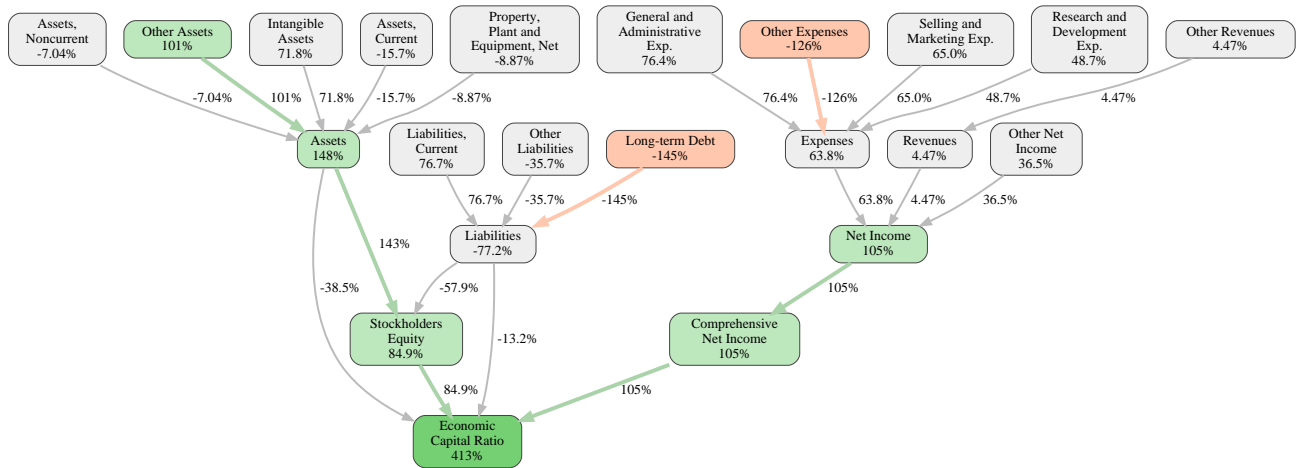 Assets,
Noncurrent
-7.04%
Other Assets
101%
Intangible
Assets
71.8%
Assets,
Current
-15.7%
Property,
Plant and
Equipment, Net
-8.87%
General and
Administrative
Exp.
76.4%
Other Expenses
-126%
Selling and
Marketing Exp.
65.0%
Research and
Development
Exp.
48.7%
Other Revenues
4.47%
-7.04%
101%
71.8%
-15.7%
-8.87%
76.4%
-126%
65.0%
48.7%
4.47%
Assets
148%
Liabilities,
Current
76.7%
Other
Liabilities
-35.7%
Long-term Debt
-145%
Expenses
63.8%
Revenues
4.47%
Other Net
Income
36.5%
76.7%
-35.7%
-145%
63.8%
4.47%
36.5%
143%
Liabilities
-77.2%
Net Income
105%
-38.5%
-57.9%
105%
Stockholders
Equity
84.9%
-13.2%
Comprehensive
Net Income
105%
84.9%
105%
Economic
Capital Ratio
413%